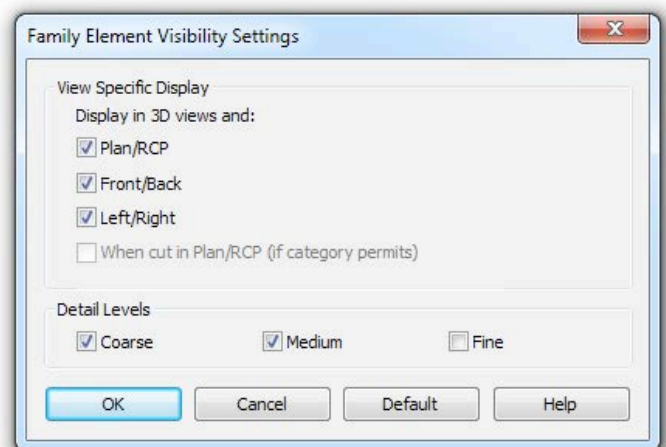 Family Element Visibility Settings
View Specific Display
Display in 3D views and:
Plan/RCP
Front/Back
Left/Right
When cut in Plan/RCP (if category permits)
Detail Levels
Coarse Medium Fine
OK Cancel Default Help